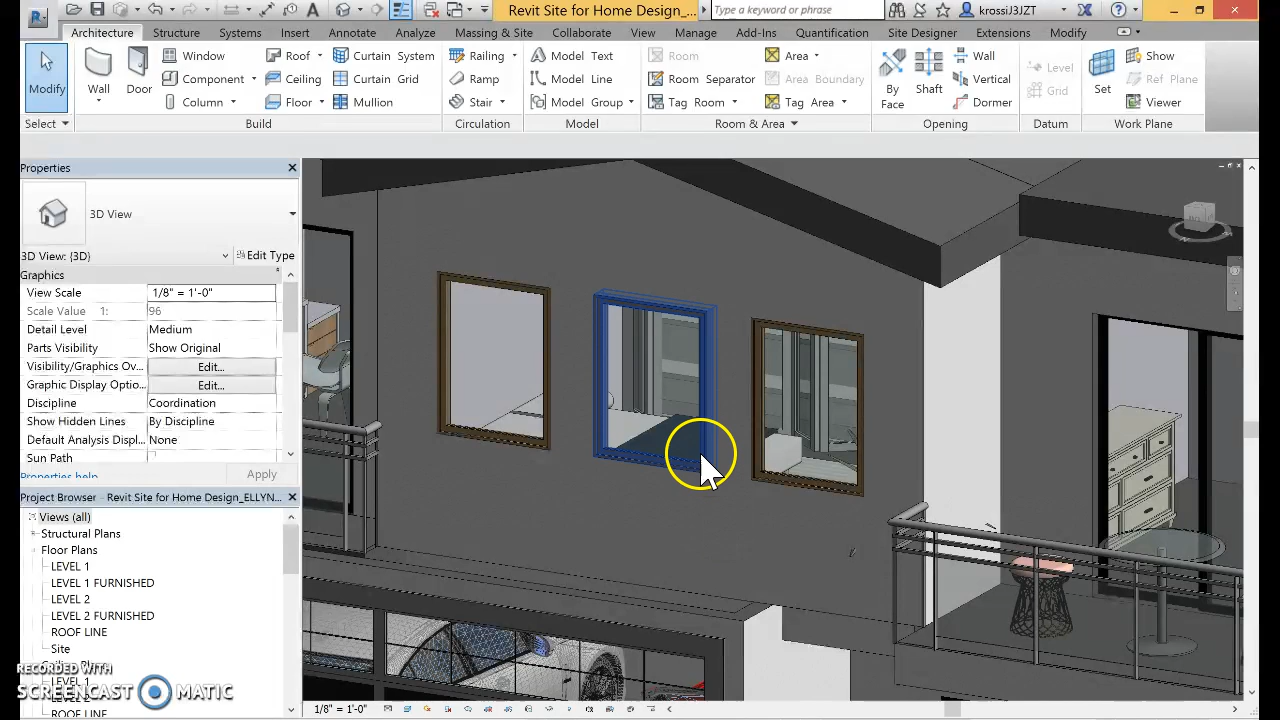 Revit Site for Home Design_...
Type a keyword or phrase
krossiJ3JZT
Architecture Structure Systems Insert Annotate Analyze Massing & Site Collaborate View Manage Add-Ins Quantification Site Designer Extensions Modify
Modify
Wall
Door
Window
Component
Column
Roof
Ceiling
Floor
Curtain System
Curtain Grid
Mullion
Railing
Ramp
Stair
Model Text
Model Line
Model Group
Room
Room Separator
Tag Room
Area
Area Boundary
Tag Area
By
Face
Shaft
Wall
Vertical
Dormer
Level
Grid
Set
Show
Ref Plane
Viewer
Select
Build
Circulation
Model
Room & Area
Opening
Datum
Work Plane
Properties
3D View
3D View: {3D}
Edit Type
Graphics
View Scale 1/8" = 1'-0"
Scale Value 1: 96
Detail Level Medium
Parts Visibility Show Original
Visibility/Graphics Ov... Edit...
Graphic Display Optio... Edit...
Discipline Coordination
Show Hidden Lines By Discipline
Default Analysis Displ... None
Sun Path
Properties help
Apply
Project Browser - Revit Site for Home Design_ELLYN...
Views (all)
Structural Plans
Floor Plans
LEVEL 1
LEVEL 1 FURNISHED
LEVEL 2
LEVEL 2 FURNISHED
ROOF LINE
Site
LEVEL 1
ROOF LINE
RECORDED WITH
SCREENCAST MATIC
1/8" = 1'-0"